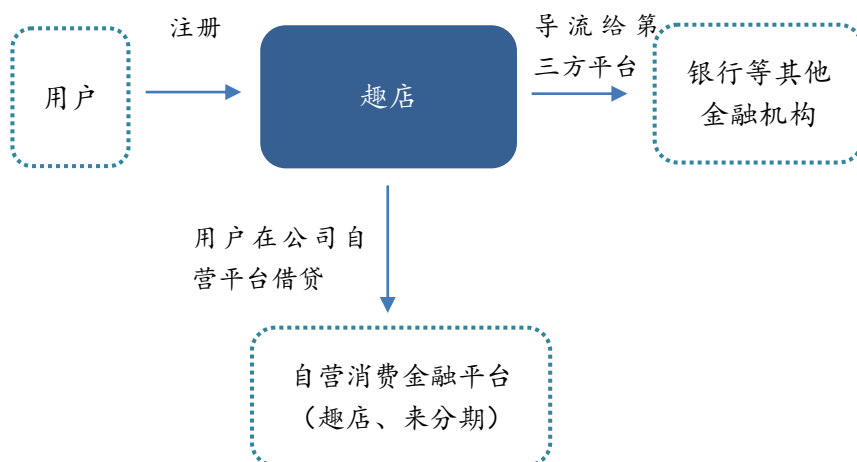 注册
用户
趣店
导流给第
三方平台
银行等其他
金融机构
用户在公司自
营平台借贷
自营消费金融平台
（趣店、来分期）